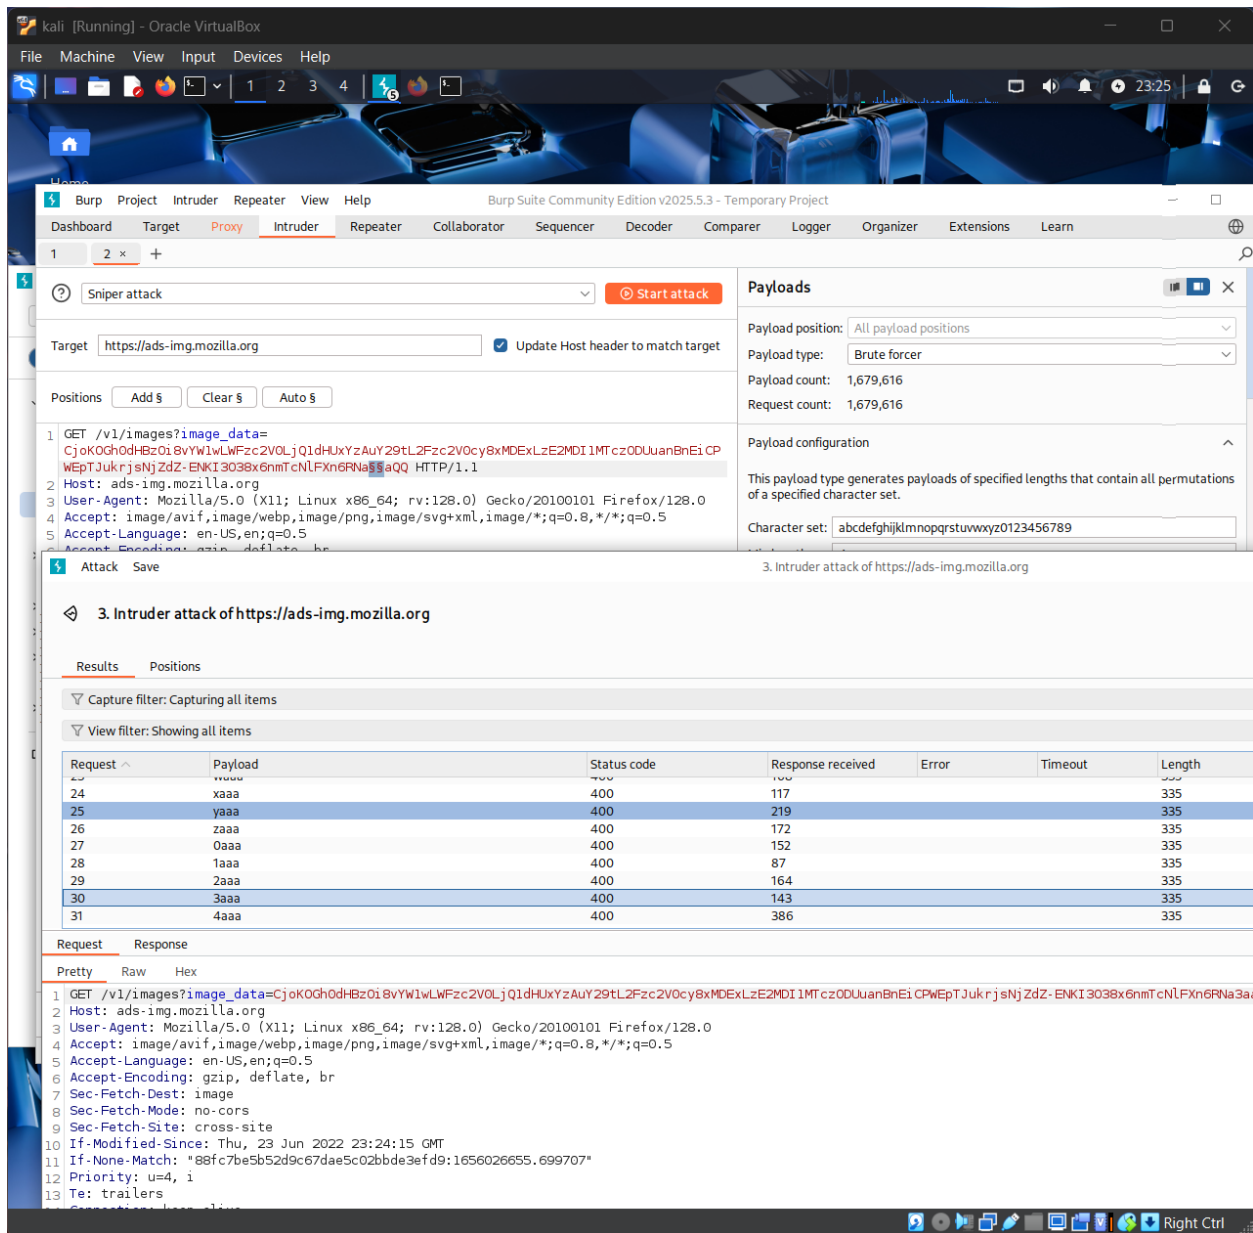 kali [Running] - Oracle VirtualBox
File Machine View Input Devices Help
1 2 3 4 5 23:25
Home
Burp Project Intruder Repeater View Help Burp Suite Community Edition v2025.5.3 - Temporary Project
Dashboard Target Proxy Intruder Repeater Collaborator Sequencer Decoder Comparer Logger Organizer Extensions Learn
1 2 × +
Sniper attack Start attack Payloads
Target https://ads-img.mozilla.org Update Host header to match target
Payload position: All payload positions
Payload type: Brute forcer
Payload count: 1,679,616
Positions Add § Clear § Auto §
Request count: 1,679,616
1 GET /v1/images?image_data=
CjoKOGh0dHBzOi8vYW1wLWFzc2V0LjQ1dHUxYzAuY29tL2Fzc2V0cy8xMDExLzE2MDI1MTczODUuanBnEiCP
WEpTJukrjsNjZdZ-ENKI3O38x6nmTcNlFXn6RNa§§aQQ HTTP/1.1
2 Host: ads-img.mozilla.org
3 User-Agent: Mozilla/5.0 (X11; Linux x86_64; rv:128.0) Gecko/20100101 Firefox/128.0
4 Accept: image/avif,image/webp,image/png,image/svg+xml,image/*;q=0.8,*/*;q=0.5
5 Accept-Language: en-US,en;q=0.5
6 Accept-Encoding: gzip, deflate, br
Payload configuration
This payload type generates payloads of specified lengths that contain all permutations
of a specified character set.
Character set: abcdefghijklmnopqrstuvwxyz0123456789
Attack Save 3. Intruder attack of https://ads-img.mozilla.org
3. Intruder attack of https://ads-img.mozilla.org
Results Positions
Capture filter: Capturing all items
View filter: Showing all items
Request Payload Status code Response received Error Timeout Length
24 xaaa 400 117 335
25 yaaa 400 219 335
26 zaaa 400 172 335
27 0aaa 400 152 335
28 1aaa 400 87 335
29 2aaa 400 164 335
30 3aaa 400 143 335
31 4aaa 400 386 335
Request Response
Pretty Raw Hex
1 GET /v1/images?image_data=CjoKOGh0dHBzOi8vYW1wLWFzc2V0LjQ1dHUxYzAuY29tL2Fzc2V0cy8xMDExLzE2MDI1MTczODUuanBnEiCPWEpTJukrjsNjZdZ-ENKI3O38x6nmTcNlFXn6RNa3aa
2 Host: ads-img.mozilla.org
3 User-Agent: Mozilla/5.0 (X11; Linux x86_64; rv:128.0) Gecko/20100101 Firefox/128.0
4 Accept: image/avif,image/webp,image/png,image/svg+xml,image/*;q=0.8,*/*;q=0.5
5 Accept-Language: en-US,en;q=0.5
6 Accept-Encoding: gzip, deflate, br
7 Sec-Fetch-Dest: image
8 Sec-Fetch-Mode: no-cors
9 Sec-Fetch-Site: cross-site
10 If-Modified-Since: Thu, 23 Jun 2022 23:24:15 GMT
11 If-None-Match: "88fc7be5b52d9c67dae5c02bbde3efd9:1656026655.699707"
12 Priority: u=4, i
13 Te: trailers
Right Ctrl